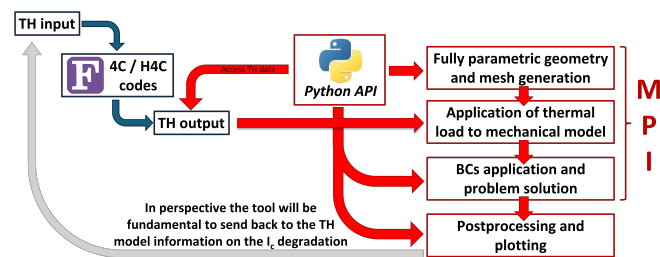 TH input
F
4C / H4C
codes
Access TH data
Python API
TH output
Fully parametric geometry
and mesh generation
Application of thermal
load to mechanical model
BCs application and
problem solution
Postprocessing and
plotting
M
P
I
In perspective the tool will be
fundamental to send back to the TH
model information on the Ic degradation